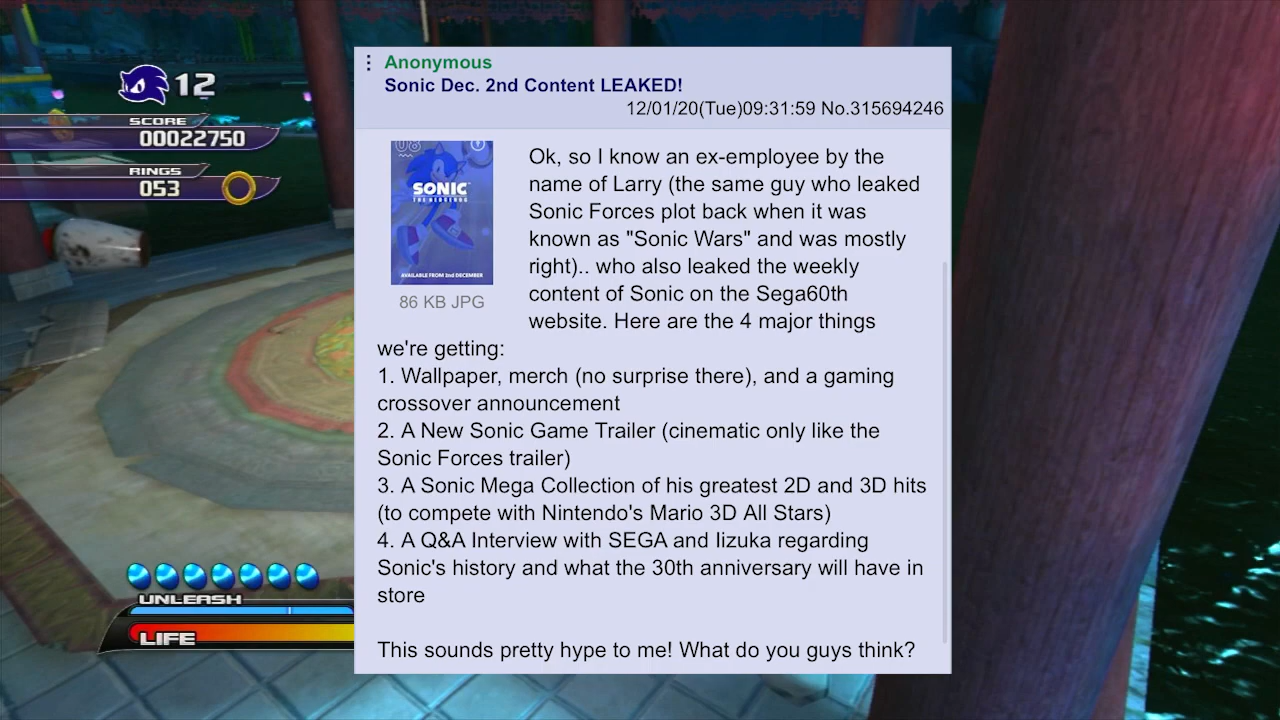 12
SCORE
00022750
RINGS
053
Anonymous
Sonic Dec. 2nd Content LEAKED!
12/01/20(Tue)09:31:59 No.315694246
SONIC
THE HEDGEHOG
AVAILABLE FROM 2nd DECEMBER
86 KB JPG
Ok, so I know an ex-employee by the
name of Larry (the same guy who leaked
Sonic Forces plot back when it was
known as "Sonic Wars" and was mostly
right).. who also leaked the weekly
content of Sonic on the Sega60th
website. Here are the 4 major things
we're getting:
1. Wallpaper, merch (no surprise there), and a gaming
crossover announcement
2. A New Sonic Game Trailer (cinematic only like the
Sonic Forces trailer)
3. A Sonic Mega Collection of his greatest 2D and 3D hits
(to compete with Nintendo's Mario 3D All Stars)
4. A Q&A Interview with SEGA and Iizuka regarding
Sonic's history and what the 30th anniversary will have in
store
This sounds pretty hype to me! What do you guys think?
UNLEASH
LIFE